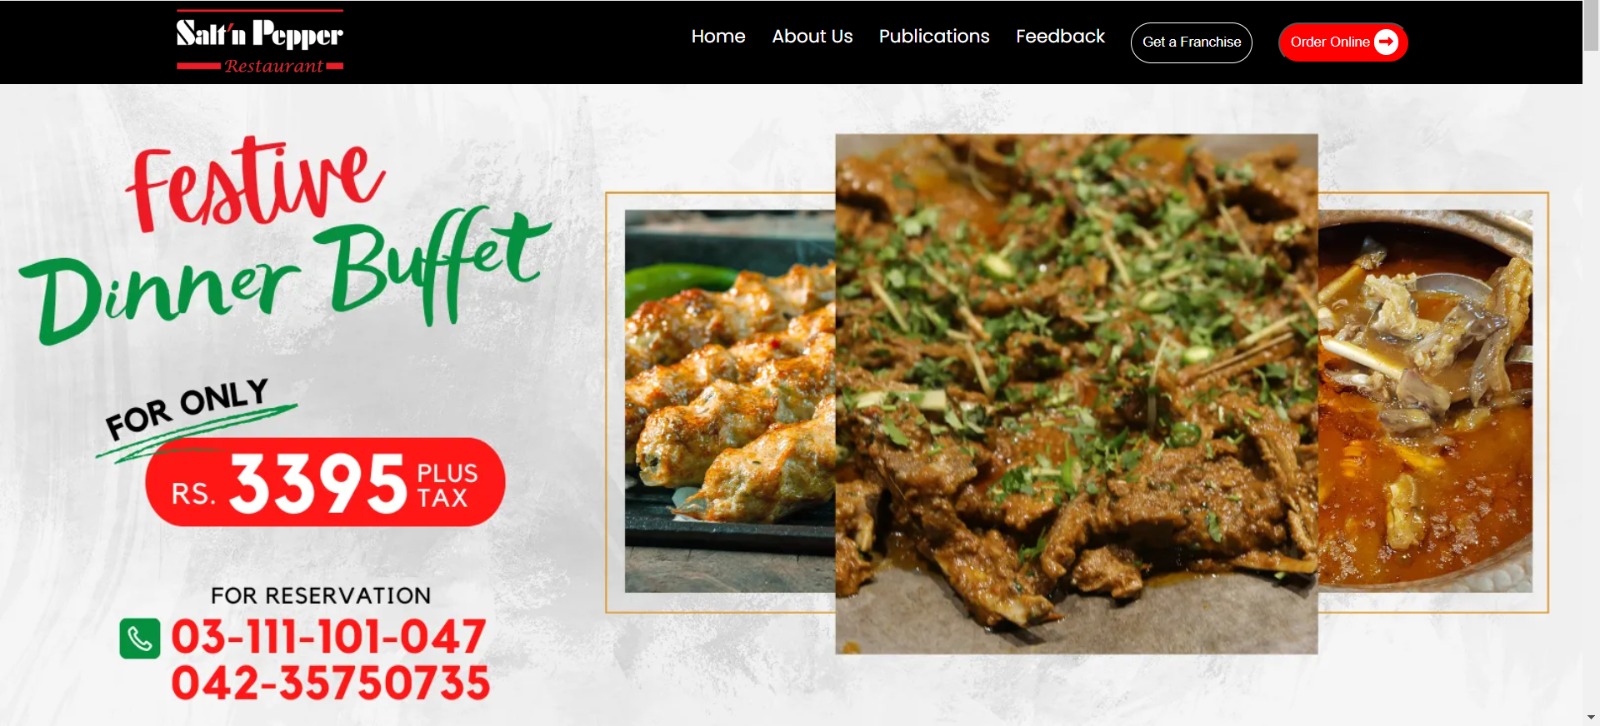 Salt'n Pepper
Restaurant
Home
About Us
Publications
Feedback
Get a Franchise
Order Online
Festive
Dinner Buffet
FOR ONLY
RS. 3395 PLUS TAX
FOR RESERVATION
03-111-101-047
042-35750735